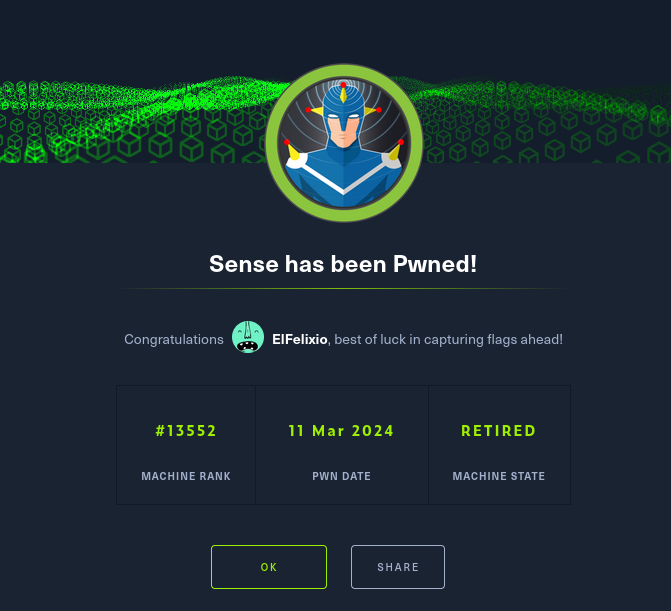 Sense has been Pwned!
Congratulations ElFelixio, best of luck in capturing flags ahead!
#13552 11 Mar 2024 RETIRED
MACHINE RANK PWN DATE MACHINE STATE
OK SHARE